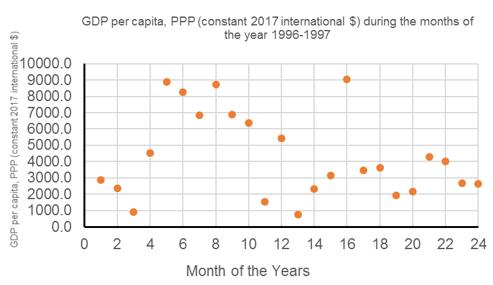 GDP per capita, PPP (constant 2017 international $) during the months of
the year 1996-1997
GDP per capita, PPP (constant 2017 international $)
10000.0
9000.0
8000.0
7000.0
6000.0
5000.0
4000.0
3000.0
2000.0
1000.0
0.0
0 2 4 6 8 10 12 14 16 18 20 22 24
Month of the Years